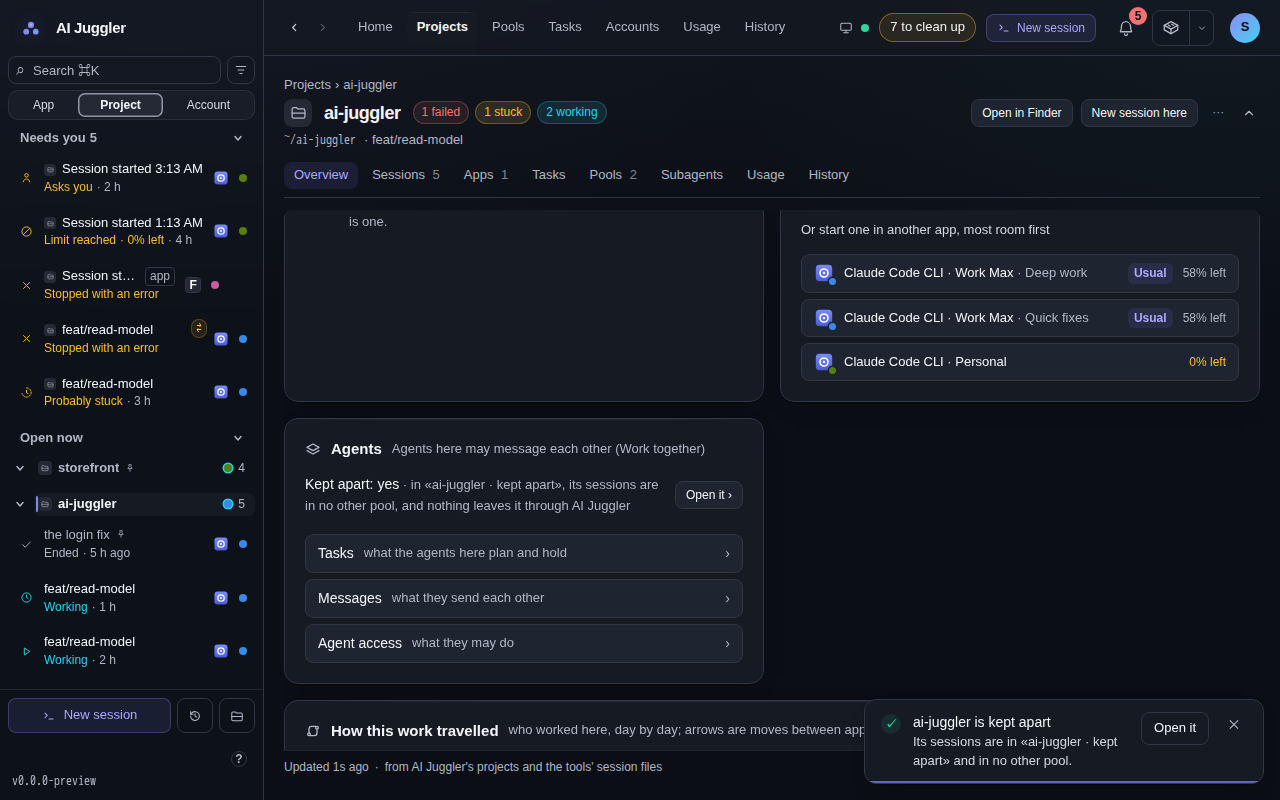 AI Juggler
Search ⌘K
App
Project
Account
Needs you 5
Session started 3:13 AM
Asks you · 2 h
Session started 1:13 AM
Limit reached · 0% left · 4 h
Session st… app
Stopped with an error
F
feat/read-model
Stopped with an error
feat/read-model
Probably stuck · 3 h
Open now
storefront
4
ai-juggler
5
the login fix
Ended · 5 h ago
feat/read-model
Working · 1 h
feat/read-model
Working · 2 h
New session
?
v0.0.0-preview
Home
Projects
Pools
Tasks
Accounts
Usage
History
7 to clean up
New session
5
S
Projects › ai-juggler
ai-juggler
1 failed
1 stuck
2 working
Open in Finder
New session here
···
~/ai-juggler · feat/read-model
Overview
Sessions 5
Apps 1
Tasks
Pools 2
Subagents
Usage
History
is one.
Or start one in another app, most room first
Claude Code CLI · Work Max · Deep work
Usual
58% left
Claude Code CLI · Work Max · Quick fixes
Usual
58% left
Claude Code CLI · Personal
0% left
Agents Agents here may message each other (Work together)
Kept apart: yes · in «ai-juggler · kept apart», its sessions are
in no other pool, and nothing leaves it through AI Juggler
Open it ›
Tasks what the agents here plan and hold ›
Messages what they send each other ›
Agent access what they may do ›
How this work travelled who worked here, day by day; arrows are moves between app
Updated 1s ago · from AI Juggler's projects and the tools' session files
ai-juggler is kept apart
Its sessions are in «ai-juggler · kept
apart» and in no other pool.
Open it